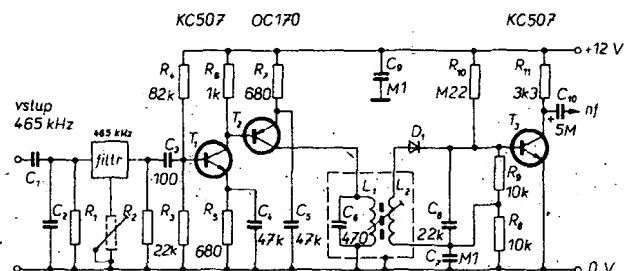 KC507 OC170 KC507
+12 V
R₄ 82k
R₆ 1k
R₇ 680
C₉ M1
R₁₀ M22
R₁₁ 3k3
C₁₀ 5M
nf
vstup 465 kHz
465 kHz
filtr
C₃ 100
T₁
T₂
T₃
D₁
L₁ L₂
C₁
C₂
R₁
R₂
R₃ 22k
R₅ 680
C₄ 47k
C₅ 47k
C₆ 470
C₈ 22k
C₇ M1
R₉ 10k
R₈ 10k
0 V